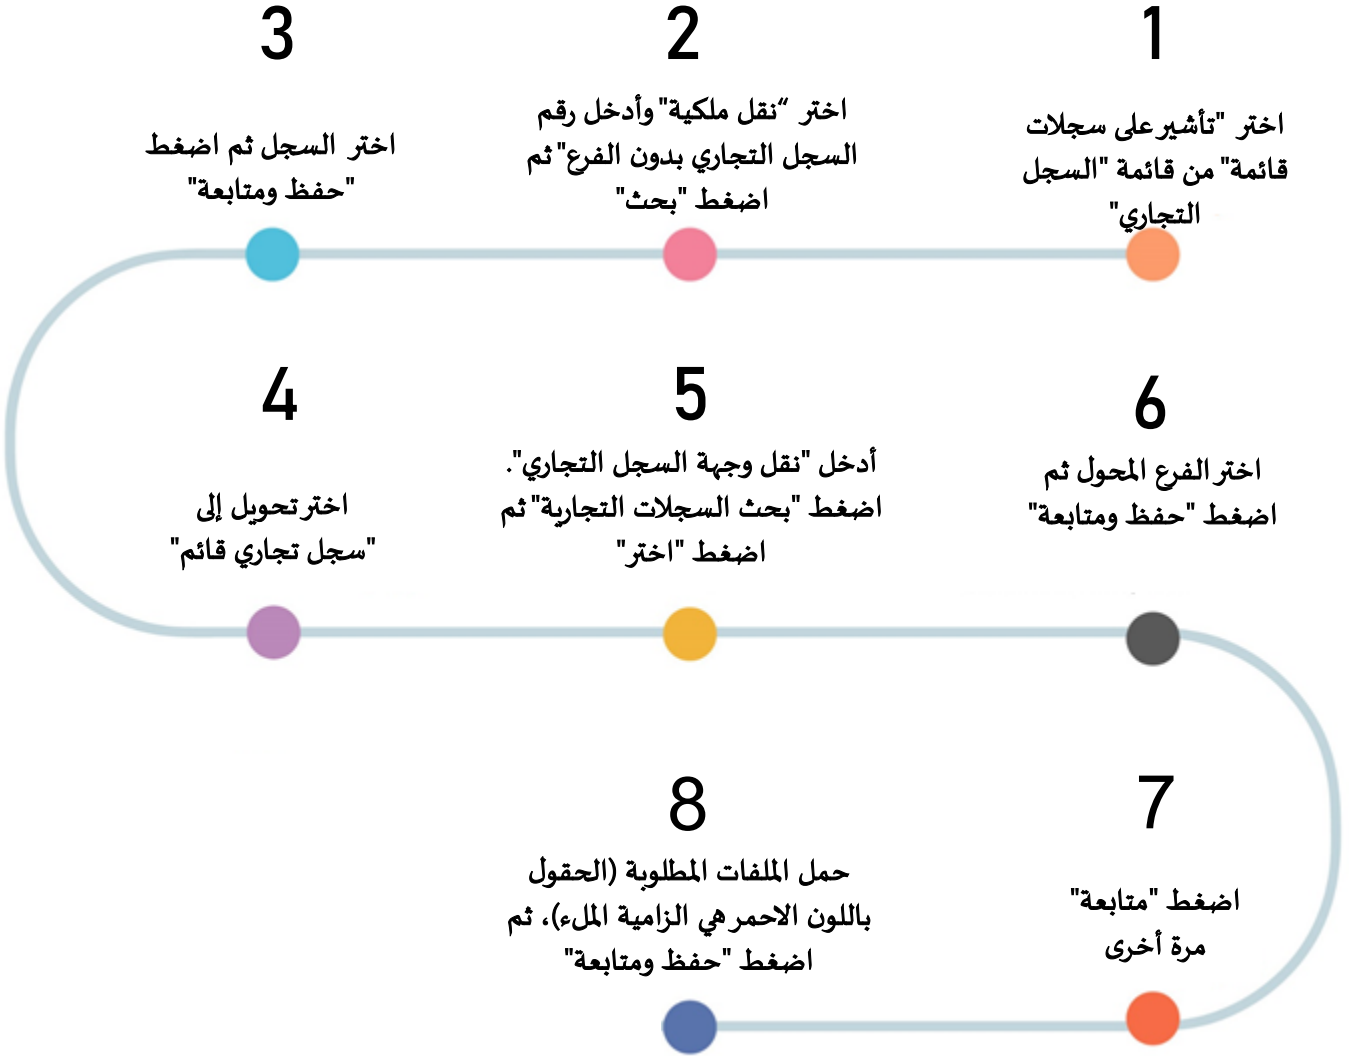 1
اختر "تأشير على سجلات
قائمة" من قائمة "السجل
التجاري"
2
اختر “نقل ملكية" وأدخل رقم
السجل التجاري بدون الفرع" ثم
اضغط "بحث"
3
اختر السجل ثم اضغط
"حفظ ومتابعة"
4
اختر تحويل إلى
"سجل تجاري قائم"
5
أدخل "نقل وجهة السجل التجاري".
اضغط "بحث السجلات التجارية" ثم
اضغط "اختر"
6
اختر الفرع المحول ثم
اضغط "حفظ ومتابعة"
7
اضغط "متابعة"
مرة أخرى
8
حمل الملفات المطلوبة (الحقول
باللون الاحمر هي الزامية الملء)، ثم
اضغط "حفظ ومتابعة"